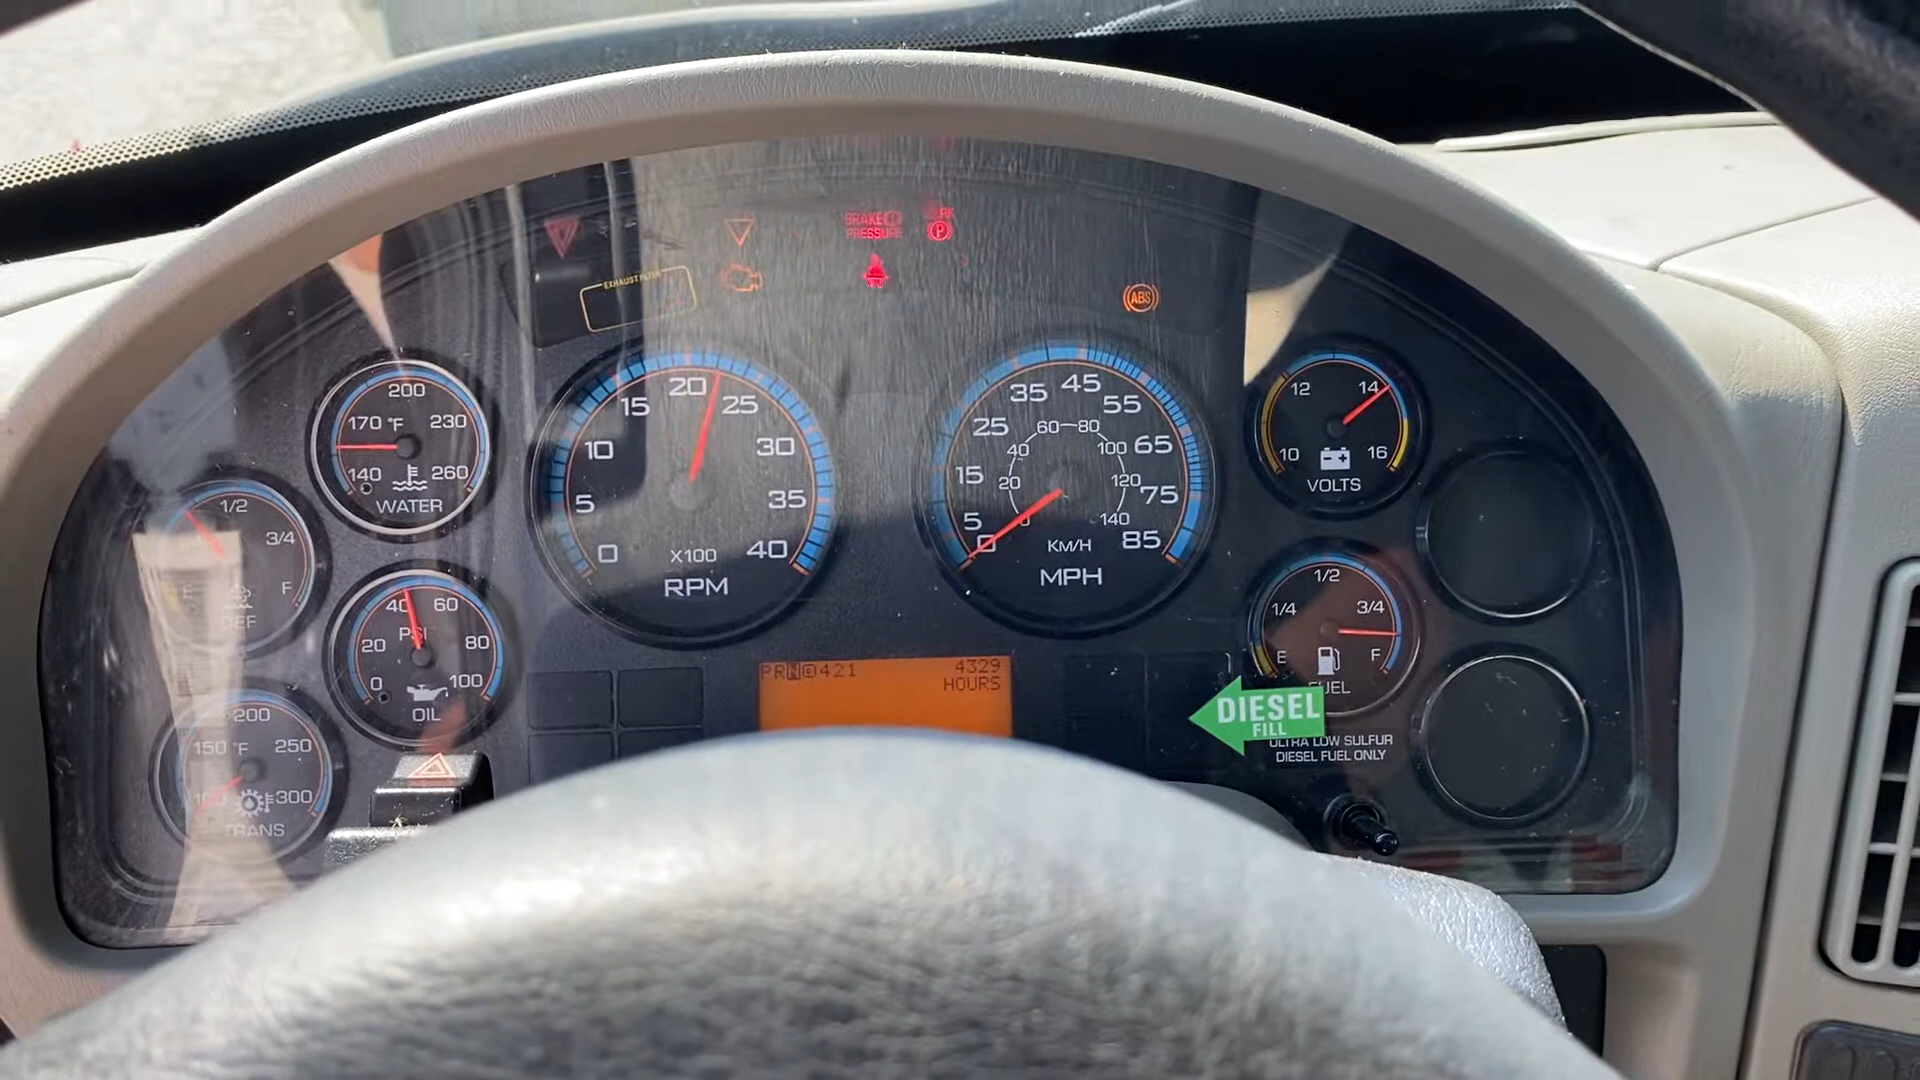 BRAKE
PRESSURE
PARK
P
EXHAUST FILTER
ABS
200
170 °F 230
140 260
WATER
1/2
3/4
E F
DEF
40 60
PSI
20 80
0 100
OIL
200
150 °F 250
100 300
TRANS
20
15 25
10 30
5 35
0 40
X100
RPM
45
35 55
25 65
15 75
5 85
0
60 80
40 100
20 120
0 140
KM/H
MPH
12 14
10 16
VOLTS
1/2
1/4 3/4
E F
FUEL
PRN 421 4329
HOURS
DIESEL
FILL
ULTRA LOW SULFUR
DIESEL FUEL ONLY